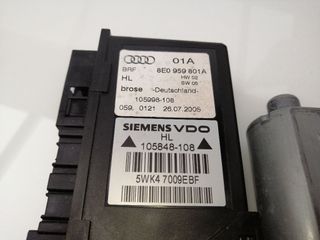 01A
BRF 8E0 959 801A
HL HW 02
SW 05
brose -Deutschland-
105996-108
059. 0121 26.07.2005
SIEMENS VDO
HL
105848-108
5WK4 7009EBF